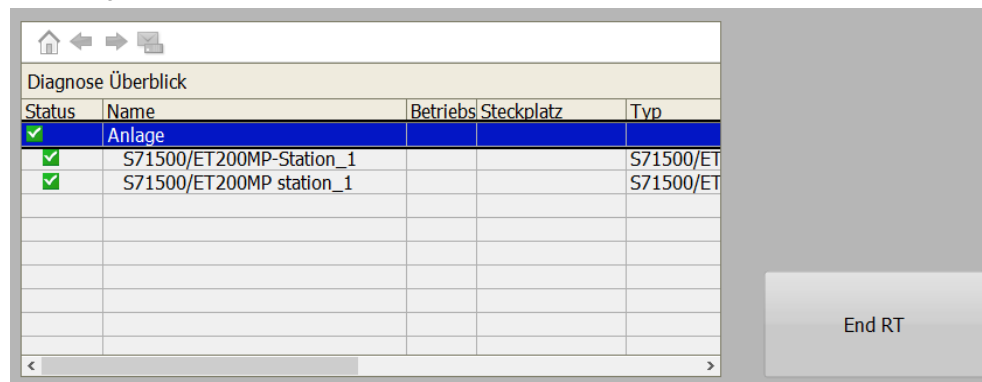 Diagnose Überblick
Status Name Betriebs Steckplatz Typ
Anlage
S71500/ET200MP-Station_1 S71500/ET
S71500/ET200MP station_1 S71500/ET
End RT